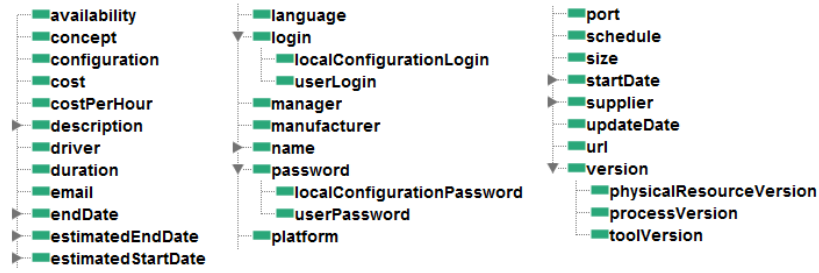 availability
concept
configuration
cost
costPerHour
description
driver
duration
email
endDate
estimatedEndDate
estimatedStartDate
language
login
localConfigurationLogin
userLogin
manager
manufacturer
name
password
localConfigurationPassword
userPassword
platform
port
schedule
size
startDate
supplier
updateDate
url
version
physicalResourceVersion
processVersion
toolVersion